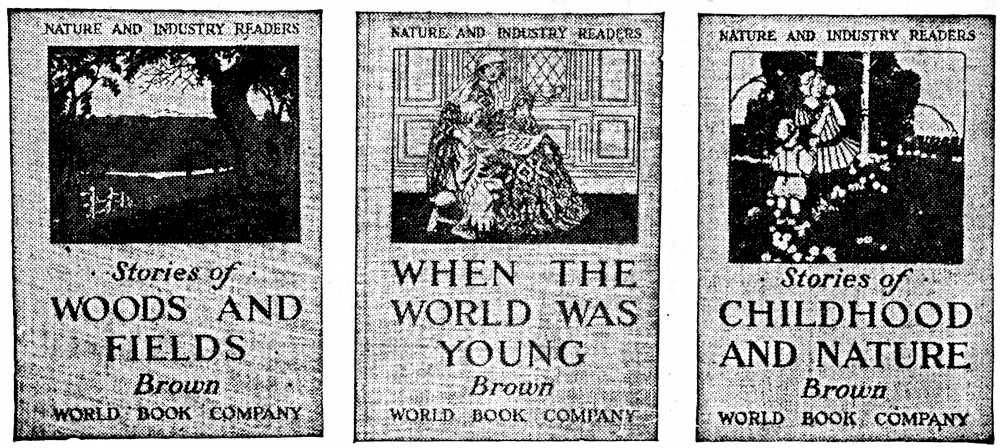 NATURE AND INDUSTRY READERS
Stories of
WOODS AND
FIELDS
Brown
WORLD BOOK COMPANY
NATURE AND INDUSTRY READERS
WHEN THE
WORLD WAS
YOUNG
Brown
WORLD BOOK COMPANY
NATURE AND INDUSTRY READERS
Stories of
CHILDHOOD
AND NATURE
Brown
WORLD BOOK COMPANY